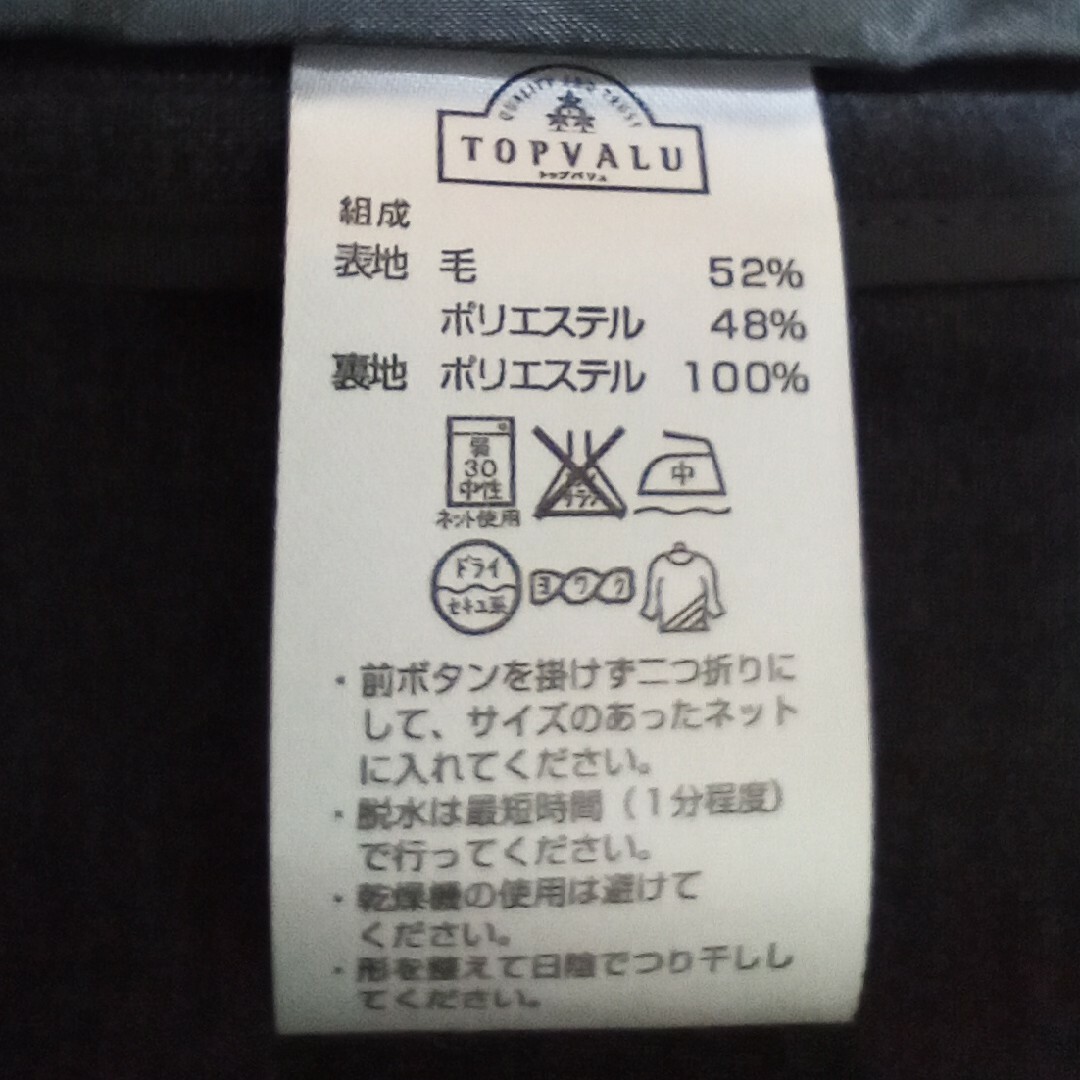 QUALITY AND TRUST
TOPVALU
トップバリュ
組成
表地 毛 52%
ポリエステル 48%
裏地 ポリエステル 100%
弱
30
中性
ネット使用
中
ドライ
セキユ系
ヨワク
・前ボタンを掛けず二つ折りに
して、サイズのあったネット
に入れてください。
・脱水は最短時間（1分程度）
で行ってください。
・乾燥機の使用は避けて
ください。
・形を整えて日陰でつり干しし
てください。